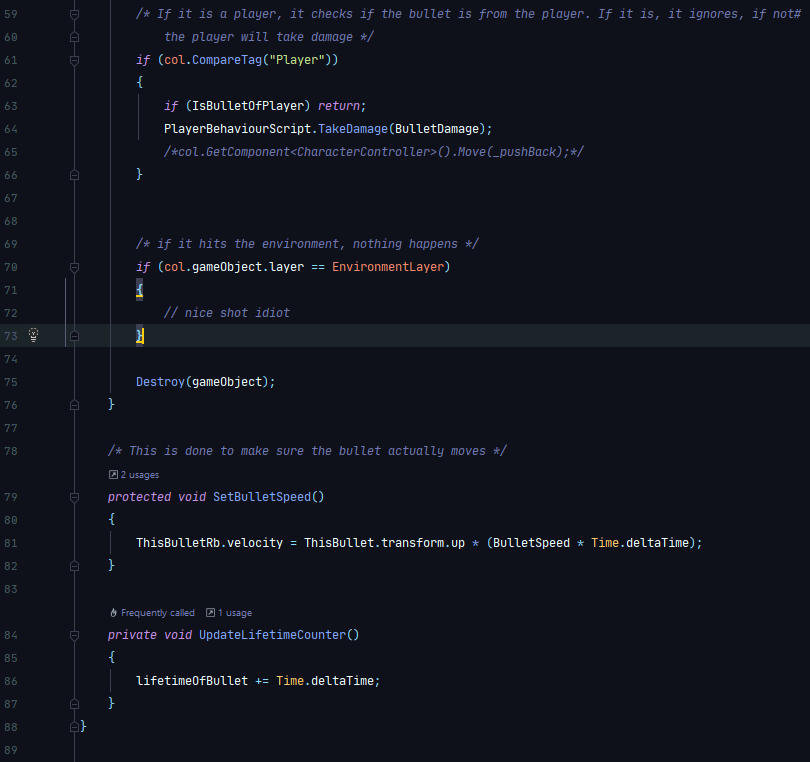 59 /* If it is a player, it checks if the bullet is from the player. If it is, it ignores, if not#
60 the player will take damage */
61 if (col.CompareTag("Player"))
62 {
63 if (IsBulletOfPlayer) return;
64 PlayerBehaviourScript.TakeDamage(BulletDamage);
65 /*col.GetComponent<CharacterController>().Move(_pushBack);*/
66 }
67
68
69 /* if it hits the environment, nothing happens */
70 if (col.gameObject.layer == EnvironmentLayer)
71 {
72 // nice shot idiot
73 }
74
75 Destroy(gameObject);
76 }
77
78 /* This is done to make sure the bullet actually moves */
2 usages
79 protected void SetBulletSpeed()
80 {
81 ThisBulletRb.velocity = ThisBullet.transform.up * (BulletSpeed * Time.deltaTime);
82 }
83
Frequently called 1 usage
84 private void UpdateLifetimeCounter()
85 {
86 lifetimeOfBullet += Time.deltaTime;
87 }
88 }
89